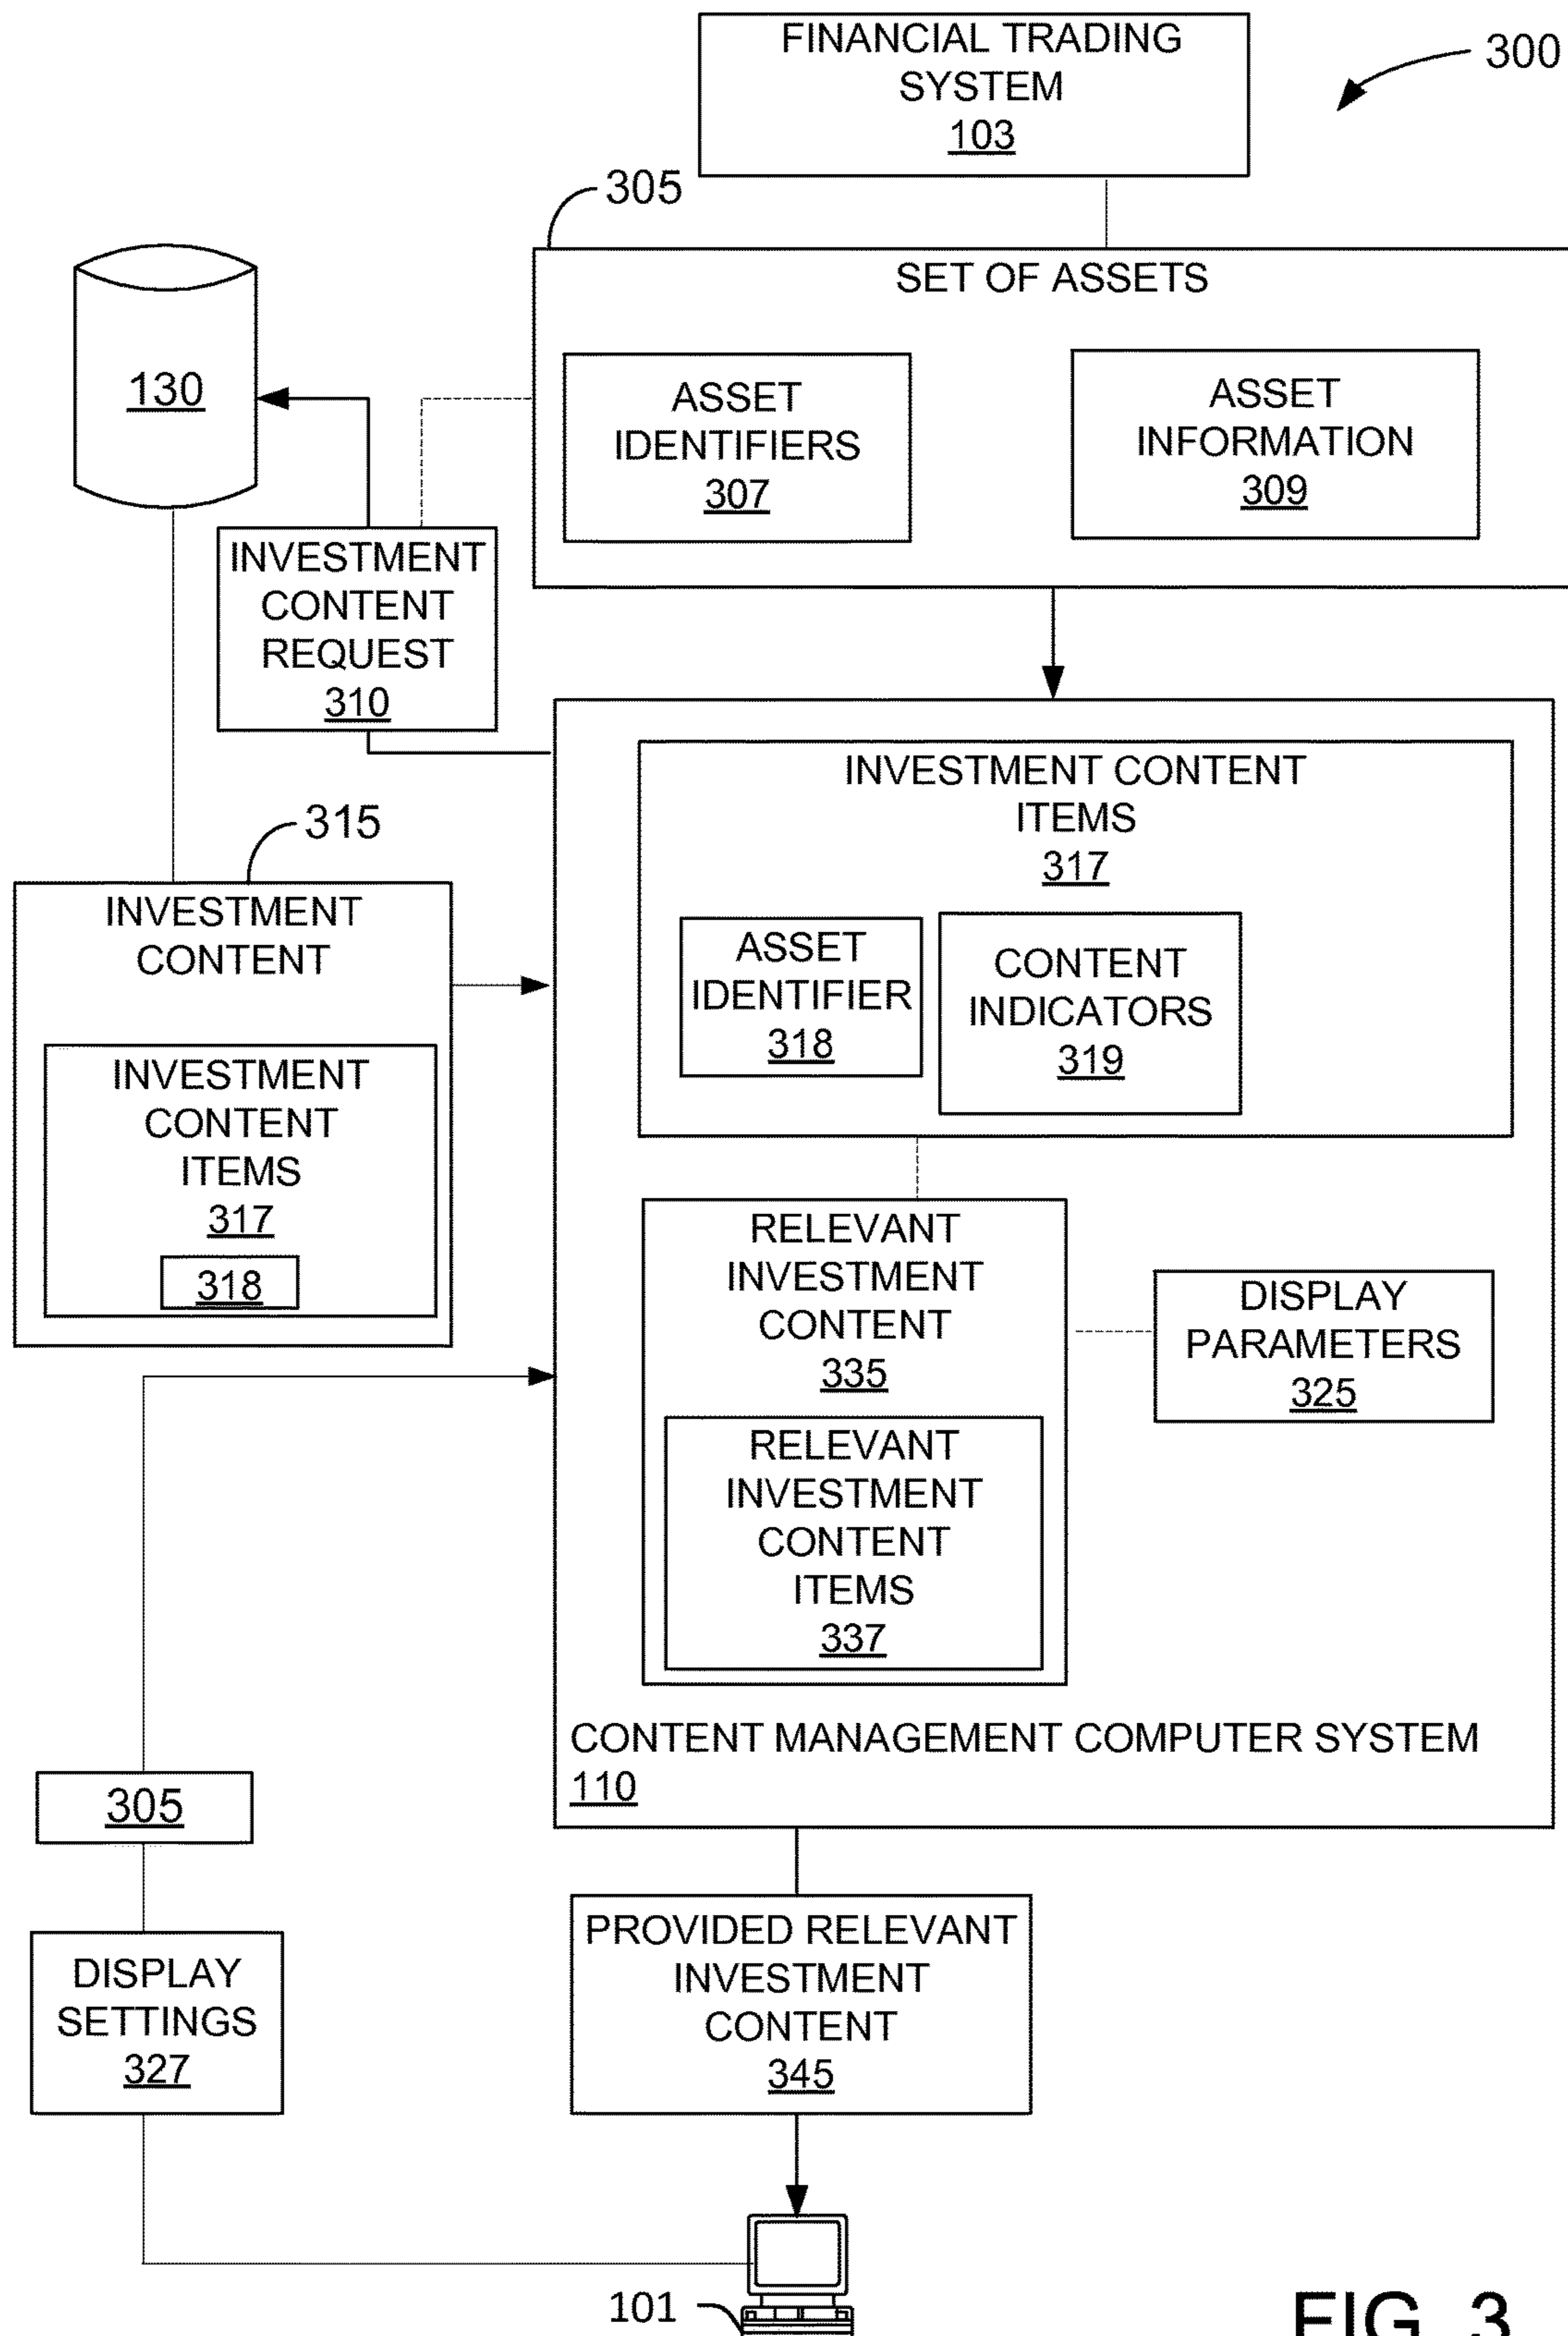 FINANCIAL TRADING
SYSTEM
103
300
305
SET OF ASSETS
ASSET
IDENTIFIERS
307
ASSET
INFORMATION
309
130
INVESTMENT
CONTENT
REQUEST
310
INVESTMENT CONTENT
ITEMS
317
ASSET
IDENTIFIER
318
CONTENT
INDICATORS
319
315
INVESTMENT
CONTENT
INVESTMENT
CONTENT
ITEMS
317
318
RELEVANT
INVESTMENT
CONTENT
335
RELEVANT
INVESTMENT
CONTENT
ITEMS
337
DISPLAY
PARAMETERS
325
CONTENT MANAGEMENT COMPUTER SYSTEM
110
305
DISPLAY
SETTINGS
327
PROVIDED RELEVANT
INVESTMENT
CONTENT
345
101
FIG. 3